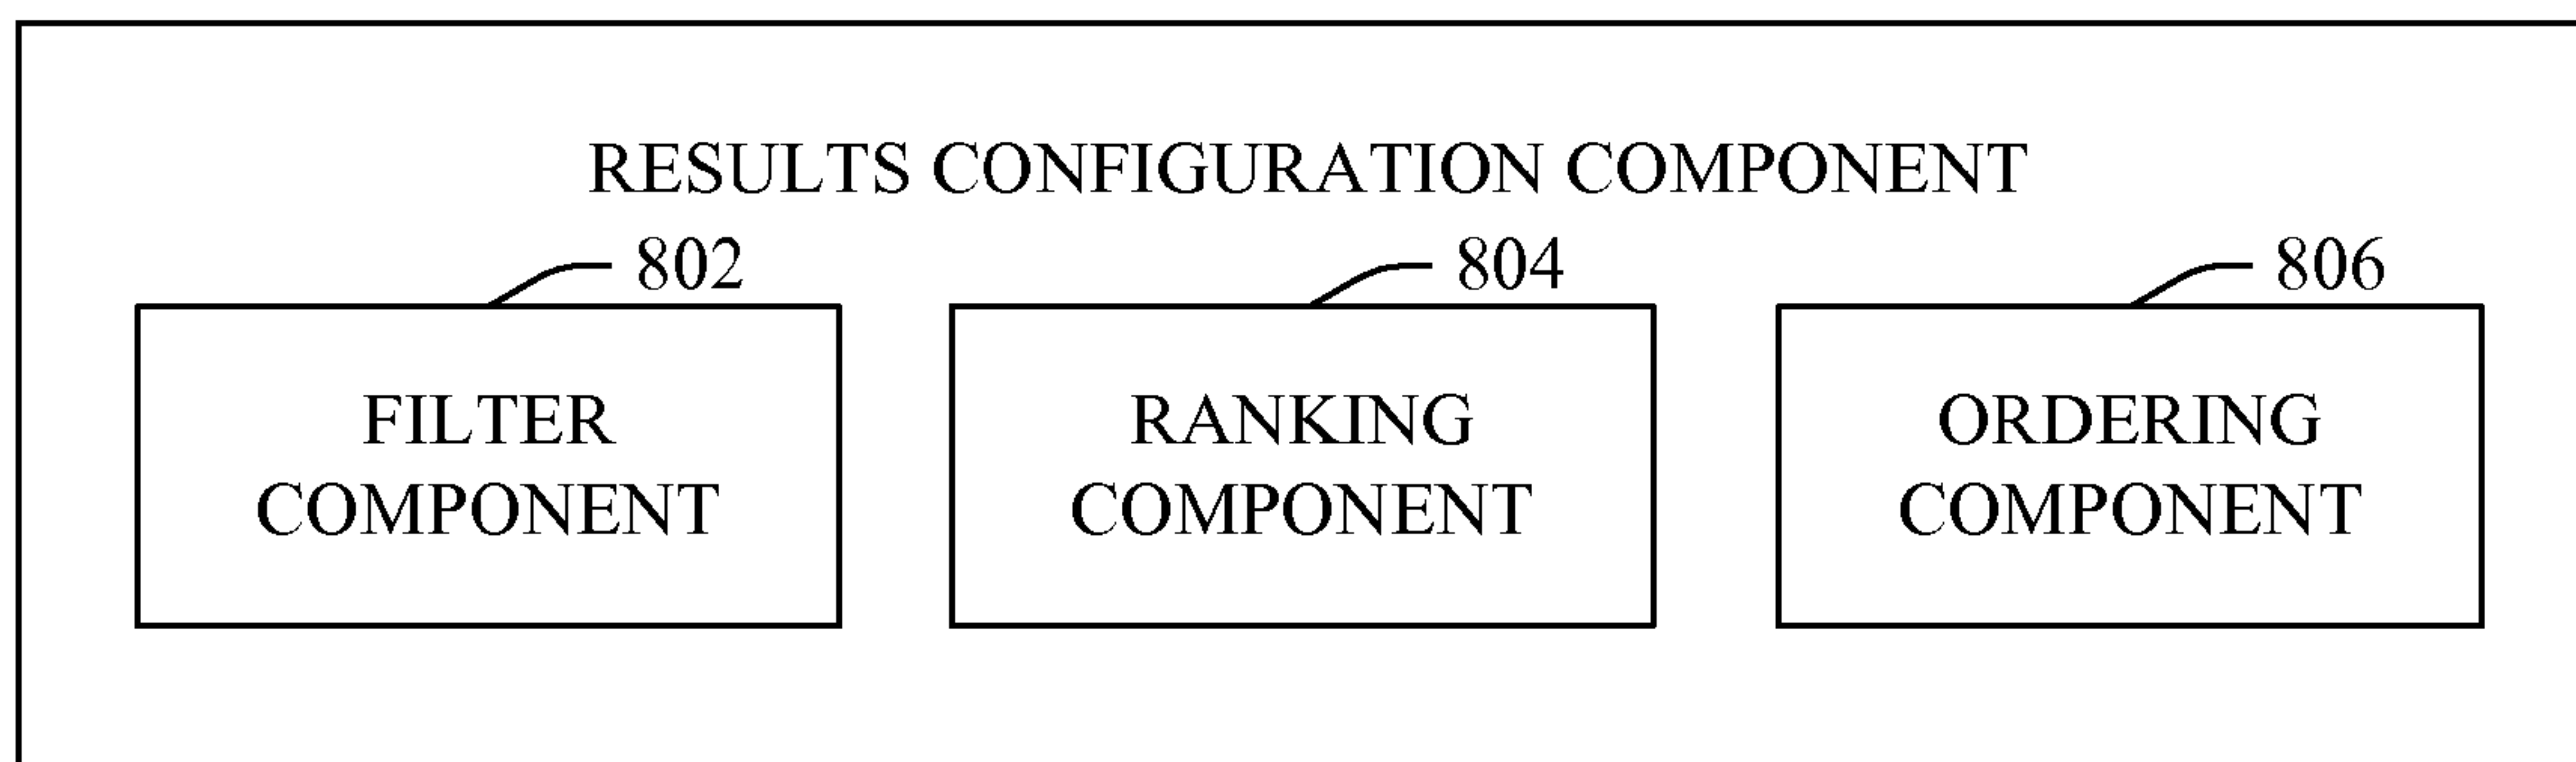 RESULTS CONFIGURATION COMPONENT
802
804
806
FILTER
COMPONENT
RANKING
COMPONENT
ORDERING
COMPONENT